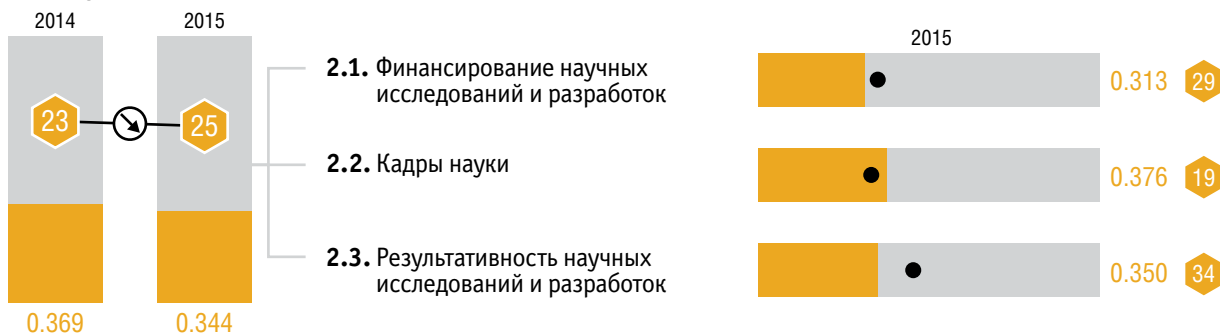 2014 2015
23 25
0.369 0.344
2.1. Финансирование научных
исследований и разработок
2.2. Кадры науки
2.3. Результативность научных
исследований и разработок
2015
0.313 29
0.376 19
0.350 34